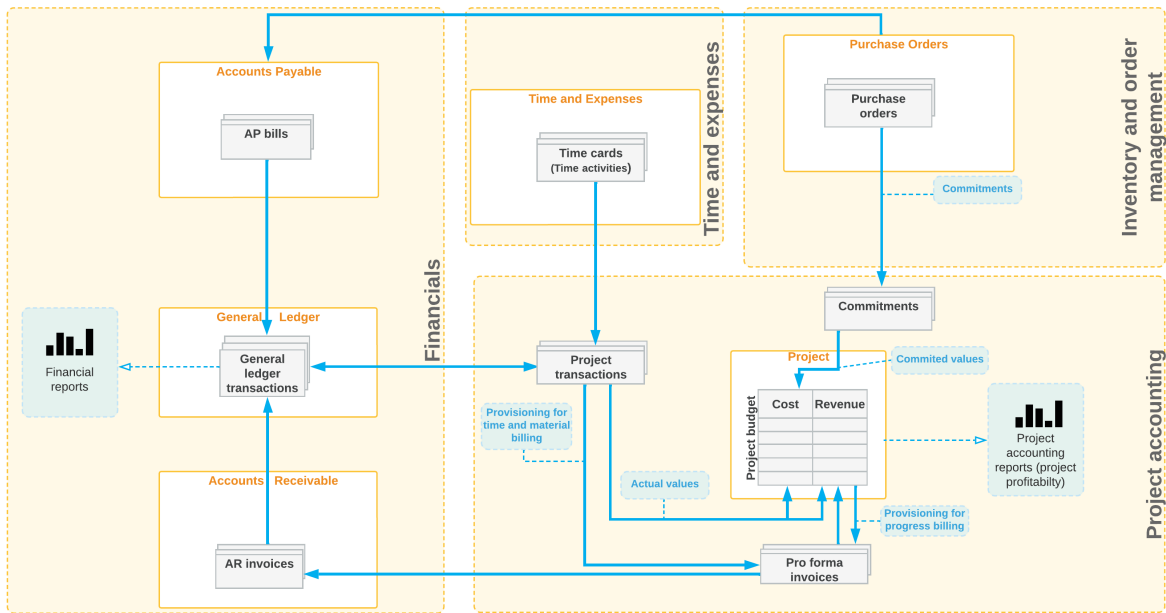 Accounts Payable
AP bills
Financials
General Ledger
General
ledger
transactions
Financial
reports
Accounts Receivable
AR invoices
Time and expenses
Time and Expenses
Time cards
(Time activities)
Inventory and order
management
Purchase Orders
Purchase
orders
Commitments
Project accounting
Commitments
Project
transactions
Project
Commited values
Project budget
Cost
Revenue
Provisioning for
time and material
billing
Actual values
Provisioning for
progress billing
Pro forma
invoices
Project
accounting
reports (project
profitabilty)